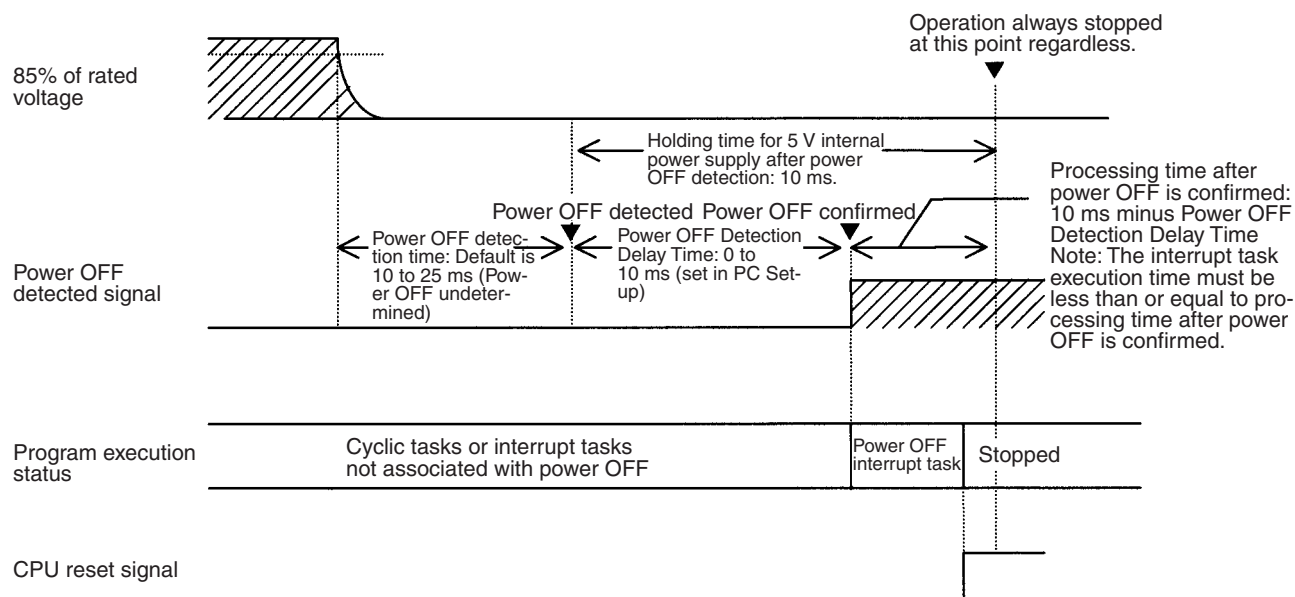 Operation always stopped
at this point regardless.
85% of rated
voltage
Holding time for 5 V internal
power supply after power
OFF detection: 10 ms.
Processing time after
power OFF is confirmed:
10 ms minus Power OFF
Detection Delay Time
Note: The interrupt task
execution time must be
less than or equal to pro-
cessing time after power
OFF is confirmed.
Power OFF detected
Power OFF confirmed
Power OFF detec-
tion time: Default is
10 to 25 ms (Pow-
er OFF undeter-
mined)
Power OFF Detection
Delay Time: 0 to
10 ms (set in PC Set-
up)
Power OFF
detected signal
Program execution
status
Cyclic tasks or interrupt tasks
not associated with power OFF
Power OFF
interrupt task
Stopped
CPU reset signal